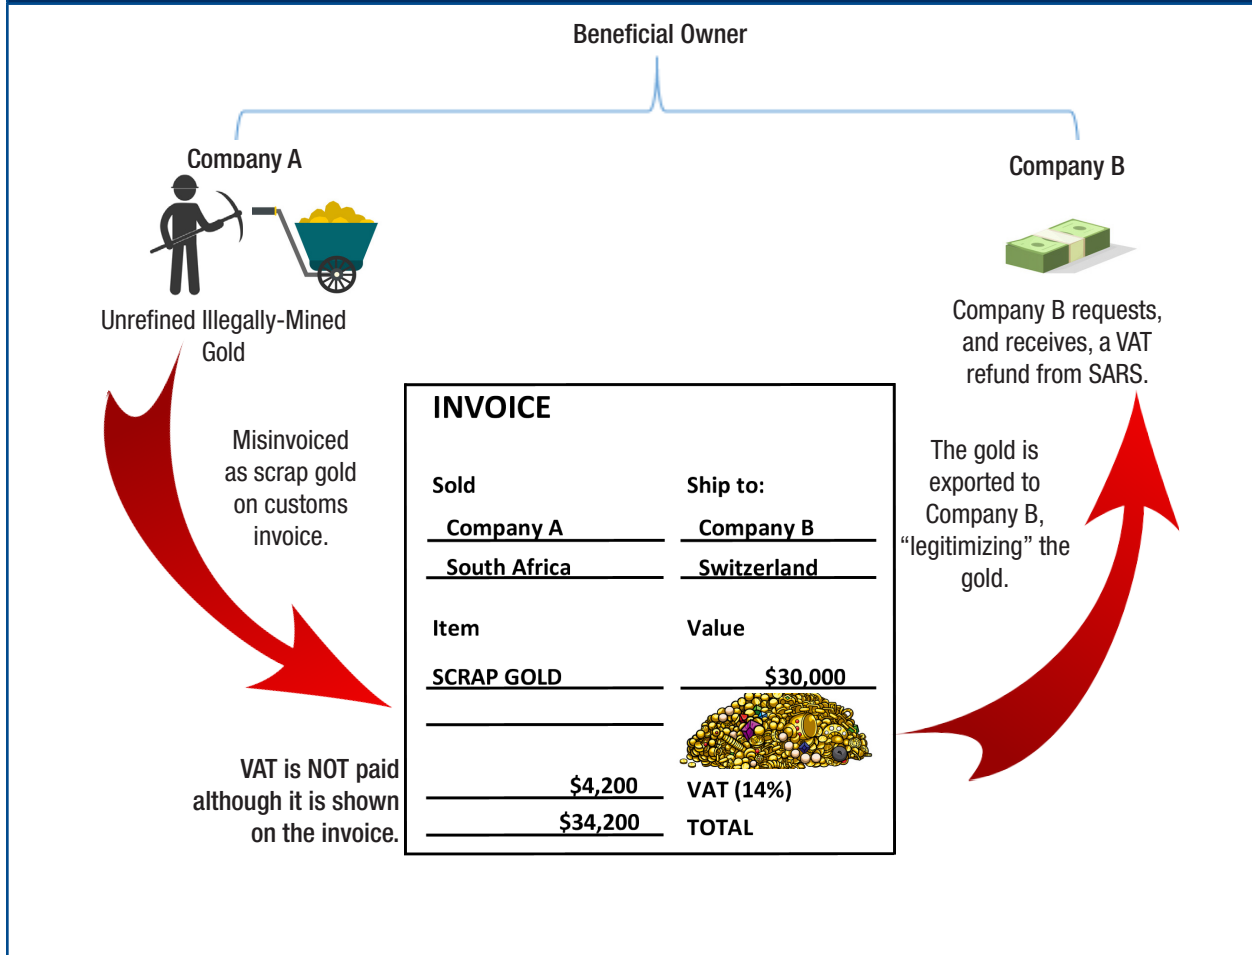 Beneficial Owner
Company A
Company B
Unrefined Illegally-Mined
Gold
Company B requests,
and receives, a VAT
refund from SARS.
Misinvoiced
as scrap gold
on customs
invoice.
INVOICE
Sold
Ship to:
Company A
Company B
South Africa
Switzerland
Item
Value
SCRAP GOLD
$30,000
$4,200
VAT (14%)
$34,200
TOTAL
The gold is
exported to
Company B,
“legitimizing” the
gold.
VAT is NOT paid
although it is shown
on the invoice.